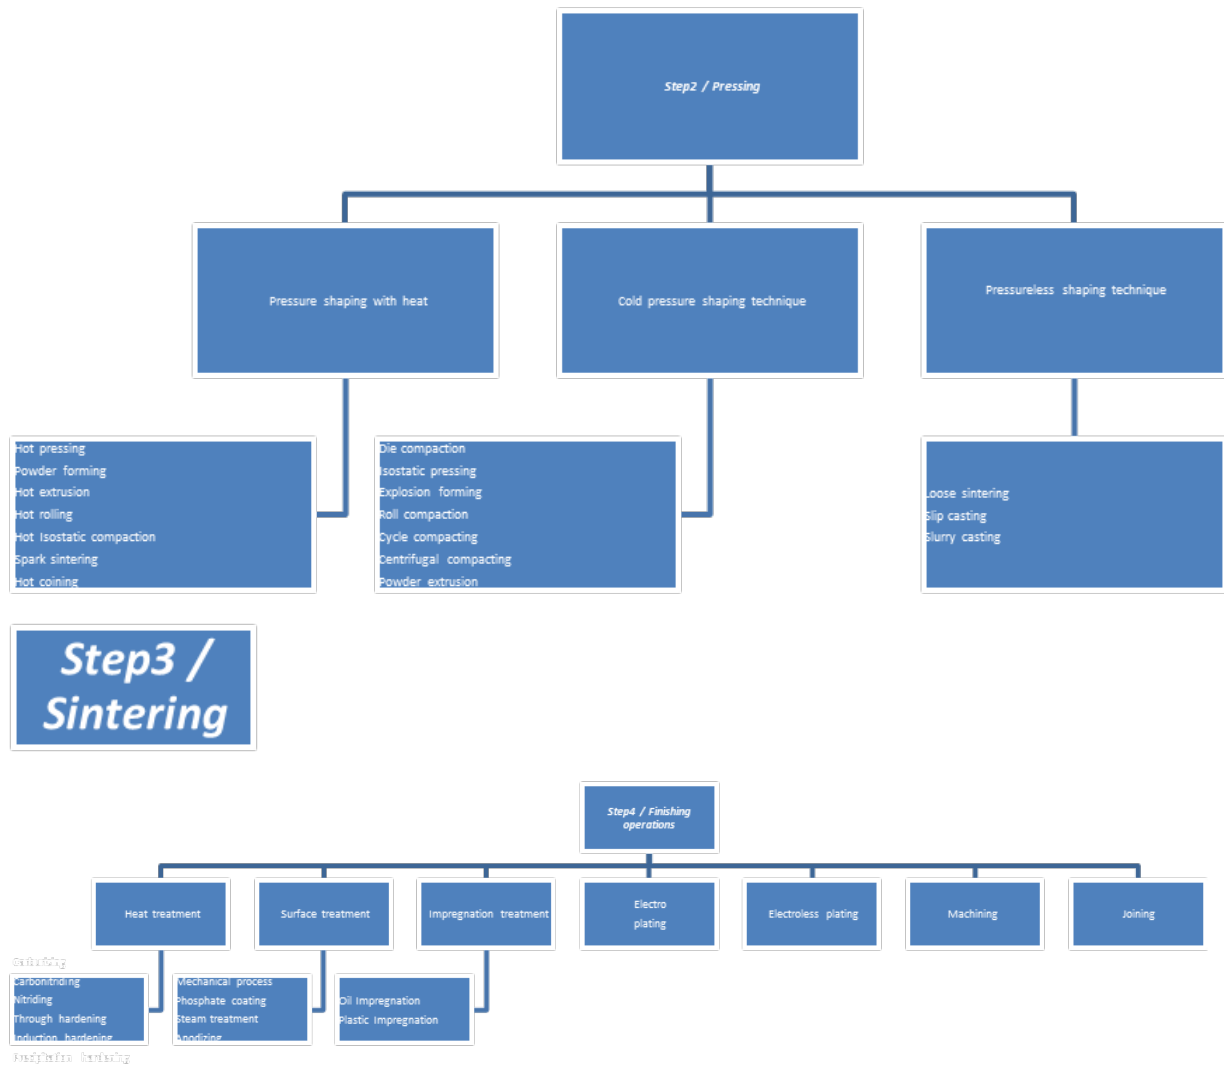 Step2 / Pressing
Pressure shaping with heat
Cold pressure shaping technique
Pressureless shaping technique
Hot pressing
Powder forming
Hot extrusion
Hot rolling
Hot Isostatic compaction
Spark sintering
Hot coining
Die compaction
Isostatic pressing
Explosion forming
Roll compaction
Cycle compacting
Centrifugal compacting
Powder extrusion
Loose sintering
Slip casting
Slurry casting
Step3 /
Sintering
Step4 / Finishing
operations
Heat treatment
Surface treatment
Impregnation treatment
Electro
plating
Electroless plating
Machining
Joining
Carbonitriding
Nitriding
Through hardening
Induction hardening
Precipitation hardening
Mechanical process
Phosphate coating
Steam treatment
Anodizing
Oil Impregnation
Plastic Impregnation